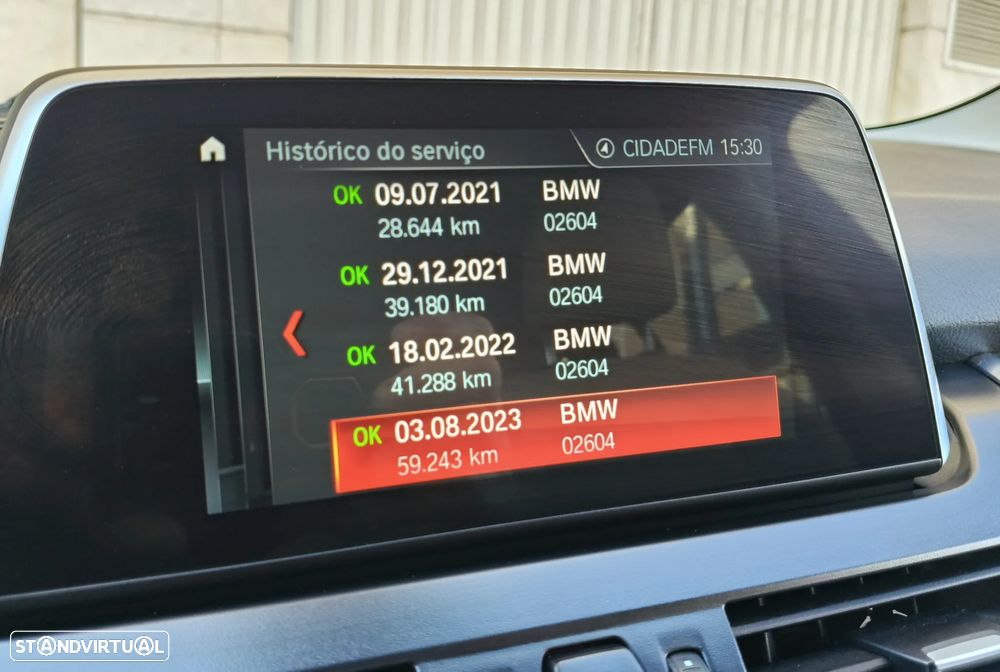 Histórico do serviço
CIDADEFM 15:30
OK 09.07.2021 BMW
28.644 km 02604
OK 29.12.2021 BMW
39.180 km 02604
OK 18.02.2022 BMW
41.288 km 02604
OK 03.08.2023 BMW
59.243 km 02604
STANDVIRTUAL